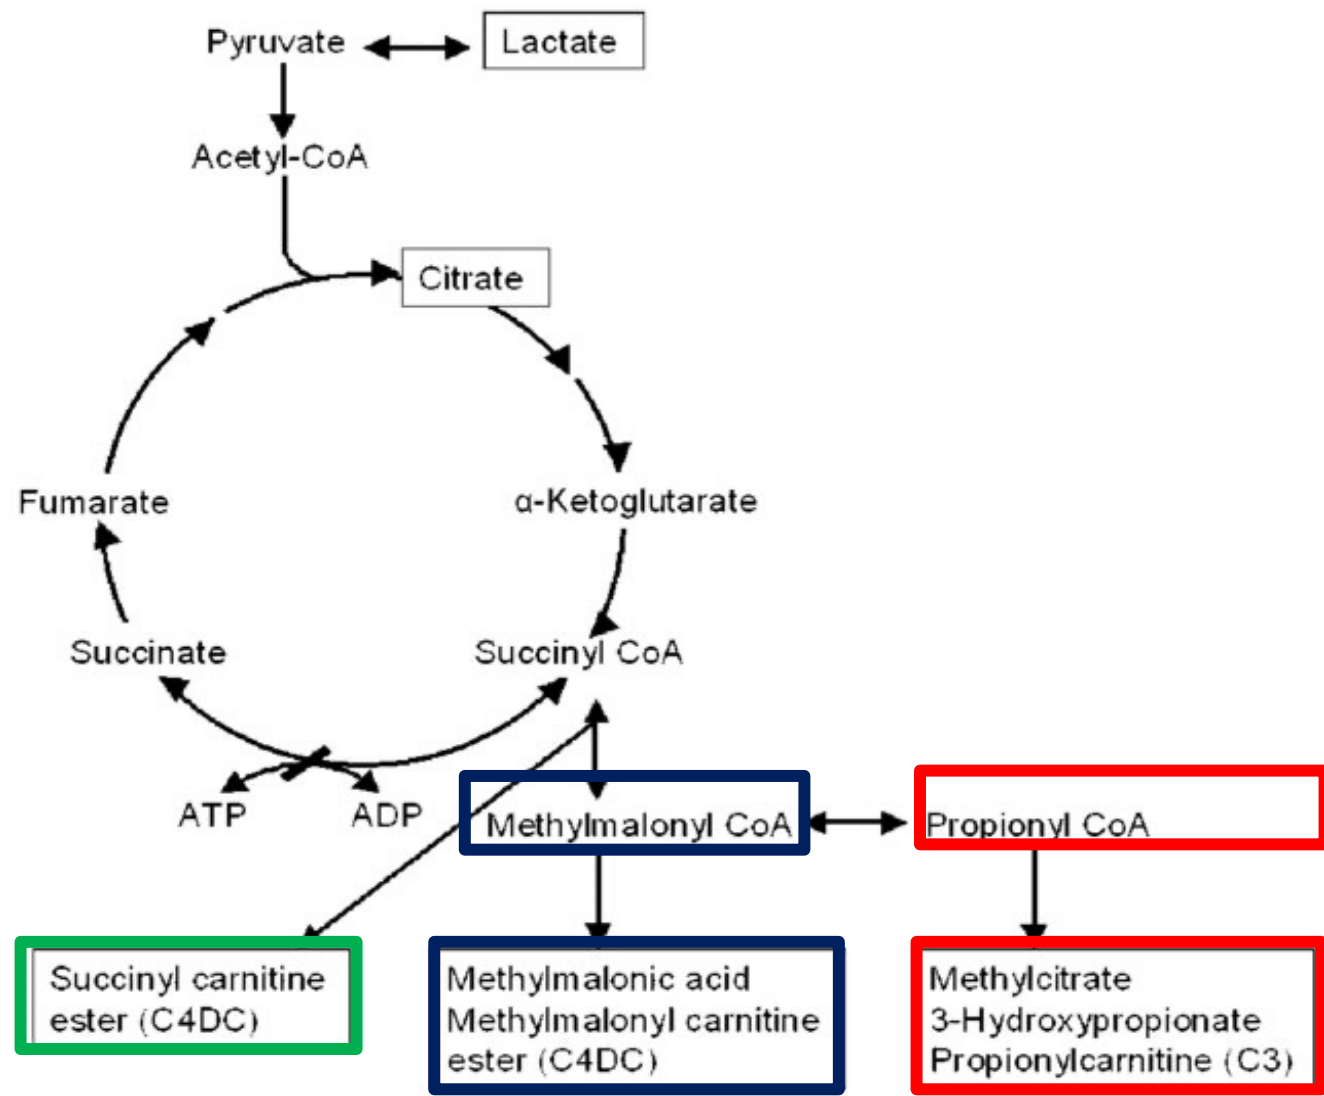 Pyruvate
Lactate
Acetyl-CoA
Citrate
Fumarate
α-Ketoglutarate
Succinate
Succinyl CoA
ATP
ADP
Methylmalonyl CoA
Propionyl CoA
Succinyl carnitine
ester (C4DC)
Methylmalonic acid
Methylmalonyl carnitine
ester (C4DC)
Methylcitrate
3-Hydroxypropionate
Propionylcarnitine (C3)